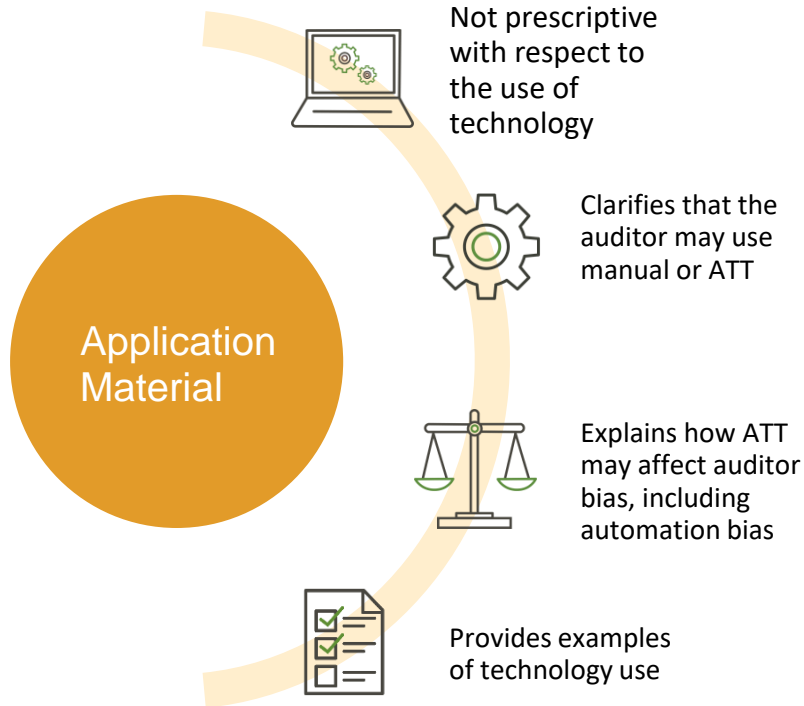 Not prescriptive
with respect to
the use of
technology
Clarifies that the
auditor may use
manual or ATT
Application
Material
Explains how ATT
may affect auditor
bias, including
automation bias
Provides examples
of technology use